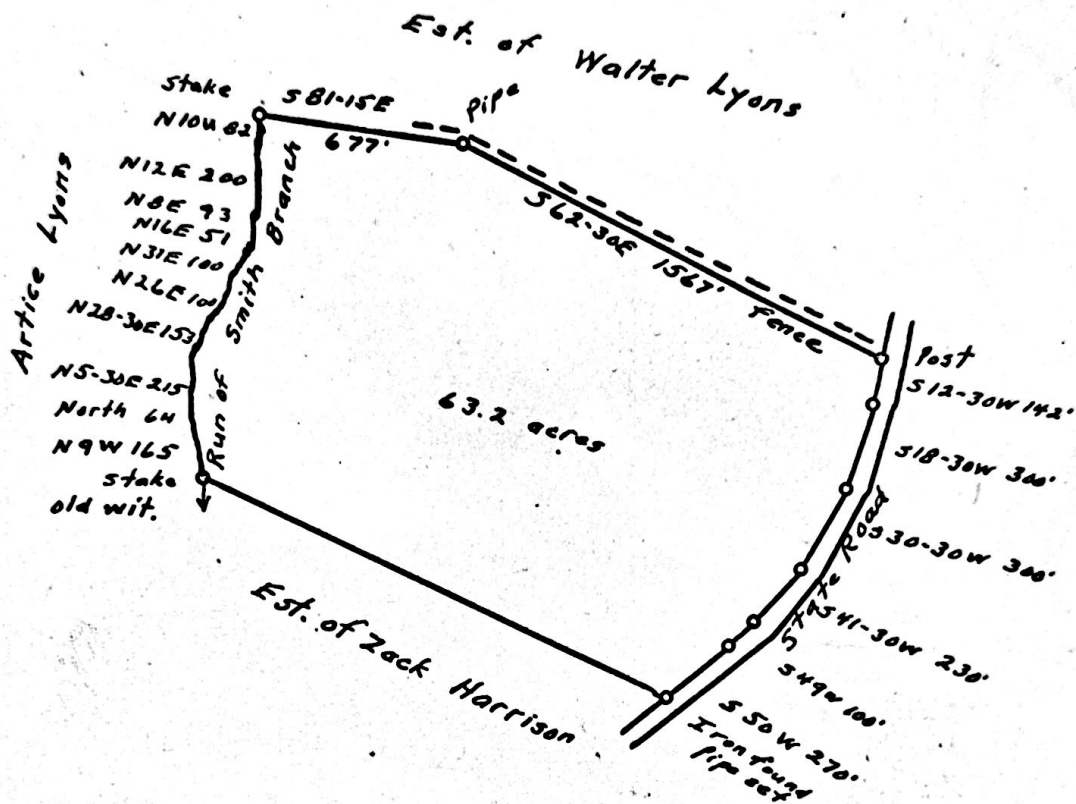 Est. of Walter Lyons
stake
S 81-15E
pipe
N10W 82
677'
N12E 200
N8E 93
N16E 51
N31E 100
N26E 100
N28-30E 153
N5-30E 215
North 64
N9W 165
stake
old wit.
Artice Lyons
Run of Smith Branch
S62-30E 1567'
fence
63.2 acres
Post
S12-30W 142'
S18-30W 300'
S30-30W 300'
S41-30W 230'
S49W 100'
S 50W 270'
Iron found
Pipe set
State Road
Est. of Zack Harrison